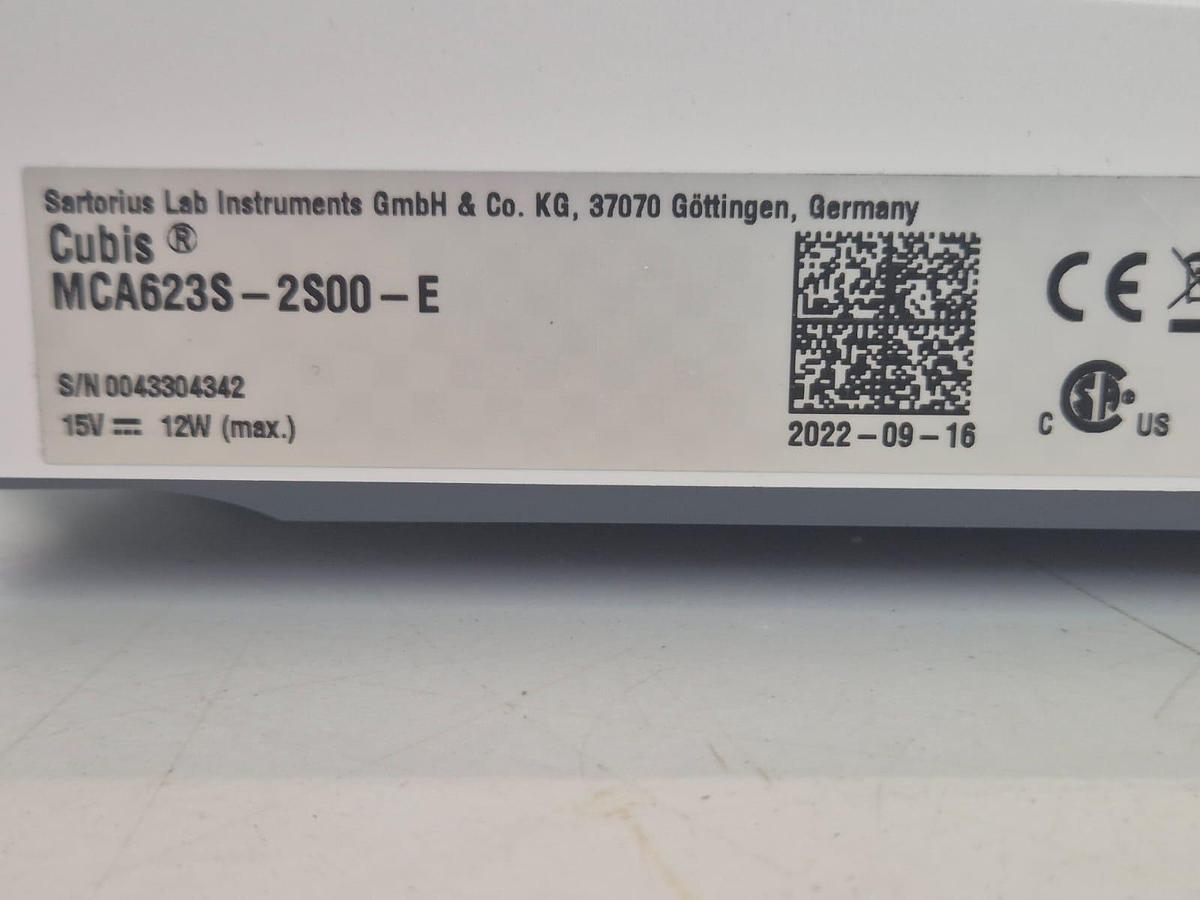 Sartorius Lab Instruments GmbH & Co. KG, 37070 Göttingen, Germany
Cubis ®
MCA623S-2S00-E
S/N 0043304342
15V ⎓ 12W (max.)
2022-09-16
CE
C SA® US